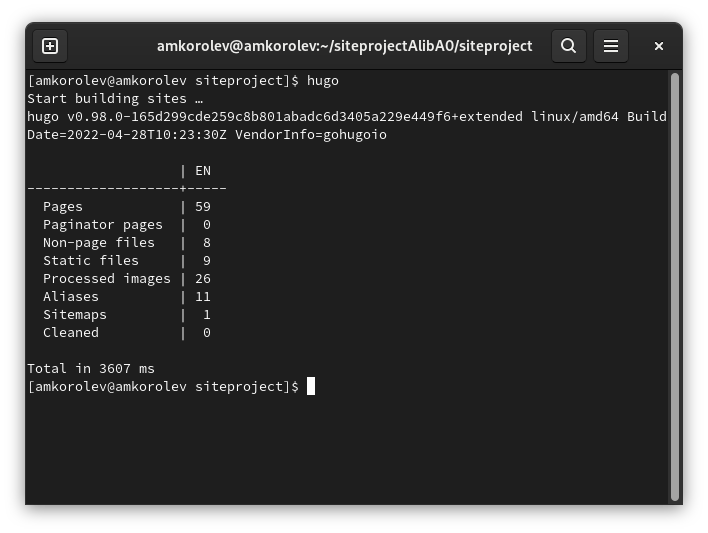 amkorolev@amkorolev:~/siteprojectAlibA0/siteproject
[amkorolev@amkorolev siteproject]$ hugo
Start building sites …
hugo v0.98.0-165d299cde259c8b801abadc6d3405a229e449f6+extended linux/amd64 Build
Date=2022-04-28T10:23:30Z VendorInfo=gohugoio

                   | EN
-------------------+-----
  Pages            | 59
  Paginator pages  |  0
  Non-page files   |  8
  Static files     |  9
  Processed images | 26
  Aliases          | 11
  Sitemaps         |  1
  Cleaned          |  0

Total in 3607 ms
[amkorolev@amkorolev siteproject]$